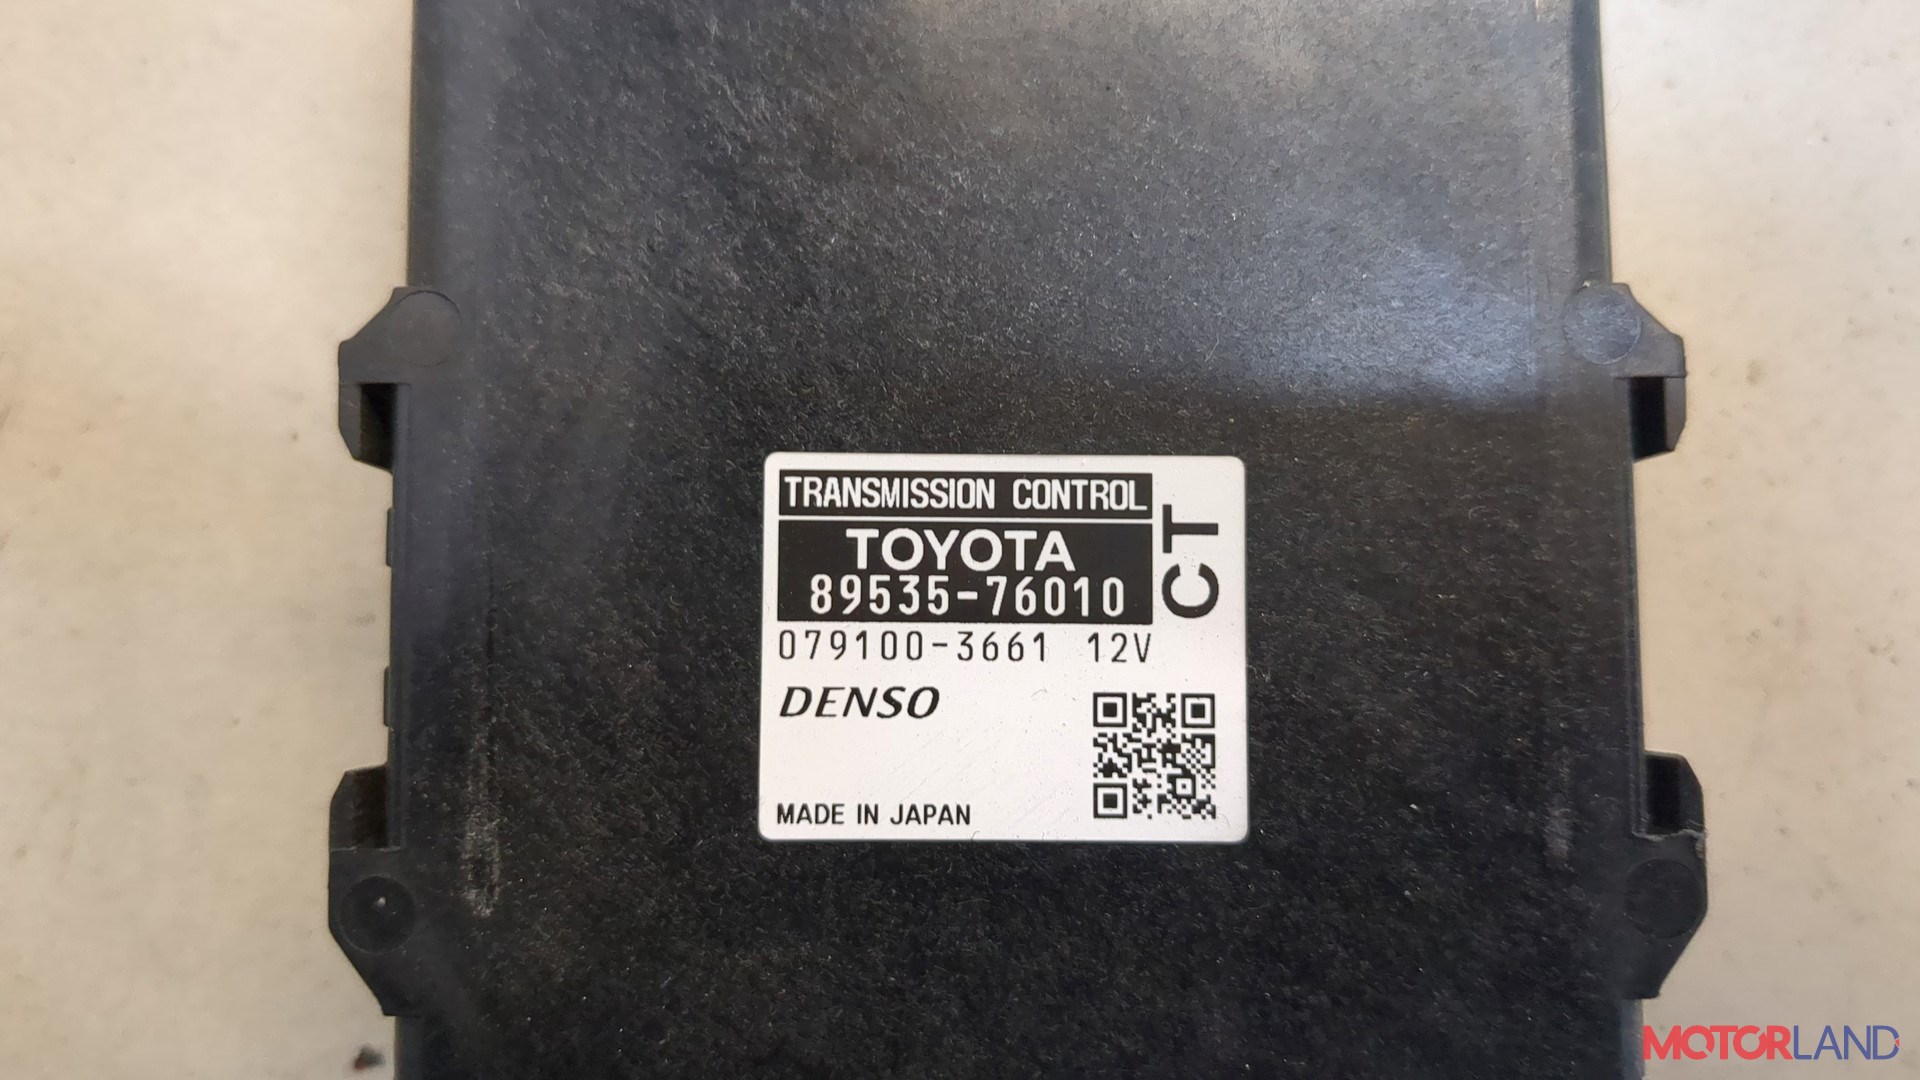 TRANSMISSION CONTROL
TOYOTA
89535-76010
CT
079100-3661 12V
DENSO
MADE IN JAPAN
MOTORLAND